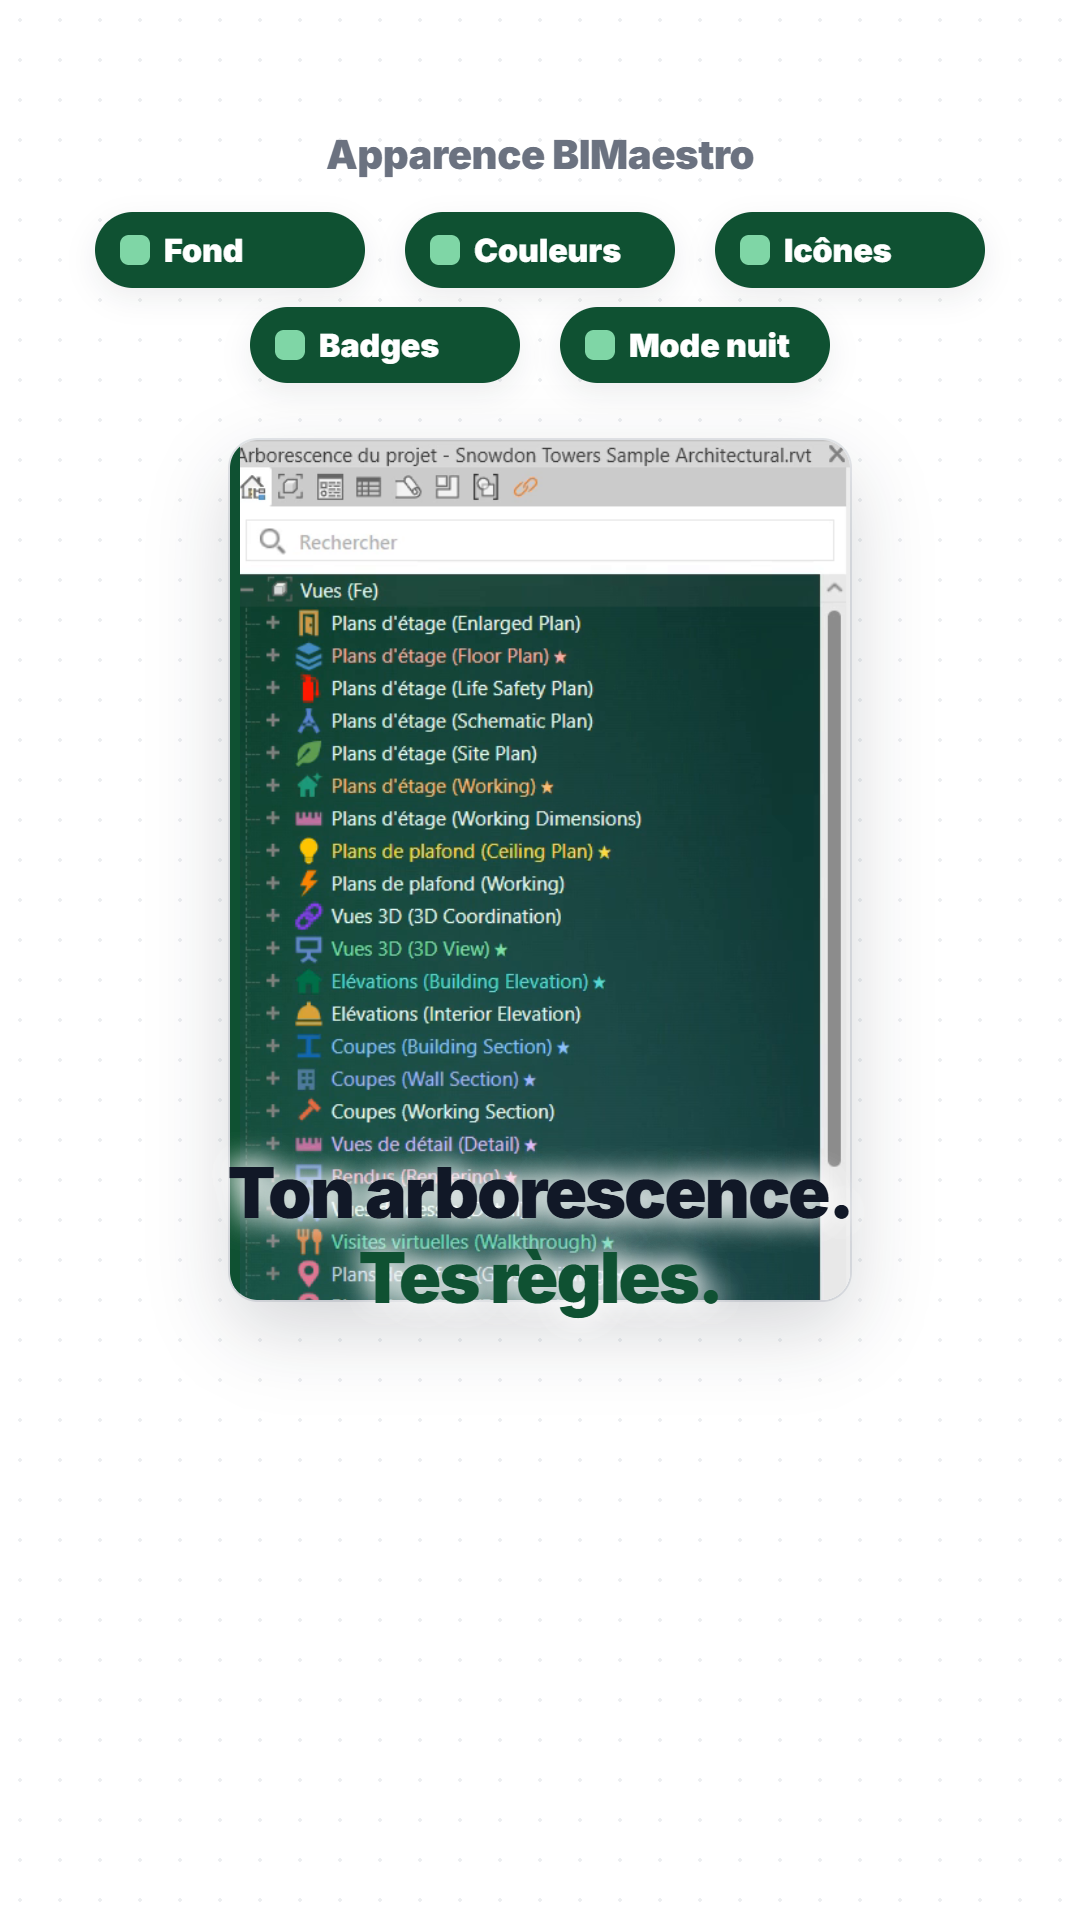 Apparence BIMaestro
Fond
Couleurs
Icônes
Badges
Mode nuit
Arborescence du projet - Snowdon Towers Sample Architectural.rvt
Rechercher
Vues (Fe)
Plans d'étage (Enlarged Plan)
Plans d'étage (Floor Plan) ★
Plans d'étage (Life Safety Plan)
Plans d'étage (Schematic Plan)
Plans d'étage (Site Plan)
Plans d'étage (Working) ★
Plans d'étage (Working Dimensions)
Plans de plafond (Ceiling Plan) ★
Plans de plafond (Working)
Vues 3D (3D Coordination)
Vues 3D (3D View) ★
Elévations (Building Elevation) ★
Elévations (Interior Elevation)
Coupes (Building Section) ★
Coupes (Wall Section) ★
Coupes (Working Section)
Vues de détail (Detail) ★
Rendus (Rendering) ★
Ton arborescence.
Visites virtuelles (Walkthrough) ★
Tes règles.
Plans